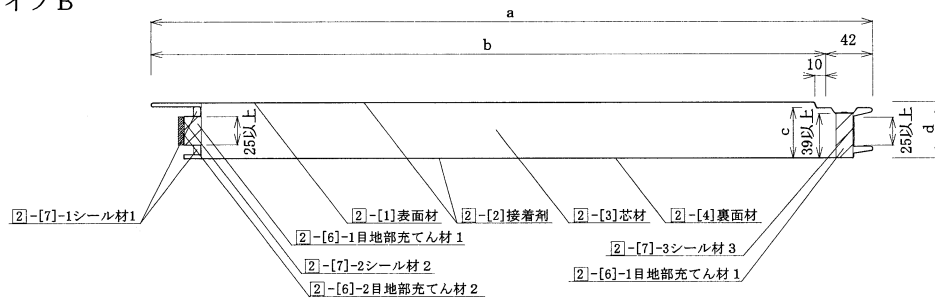 イプB
a
b
42
10
25以上
c
39以上
25以上
d
2-[7]-1シール材1
2-[1]表面材
2-[2]接着剤
2-[3]芯材
2-[4]裏面材
2-[6]-1目地部充てん材1
2-[7]-3シール材3
2-[7]-2シール材2
2-[6]-1目地部充てん材1
2-[6]-2目地部充てん材2